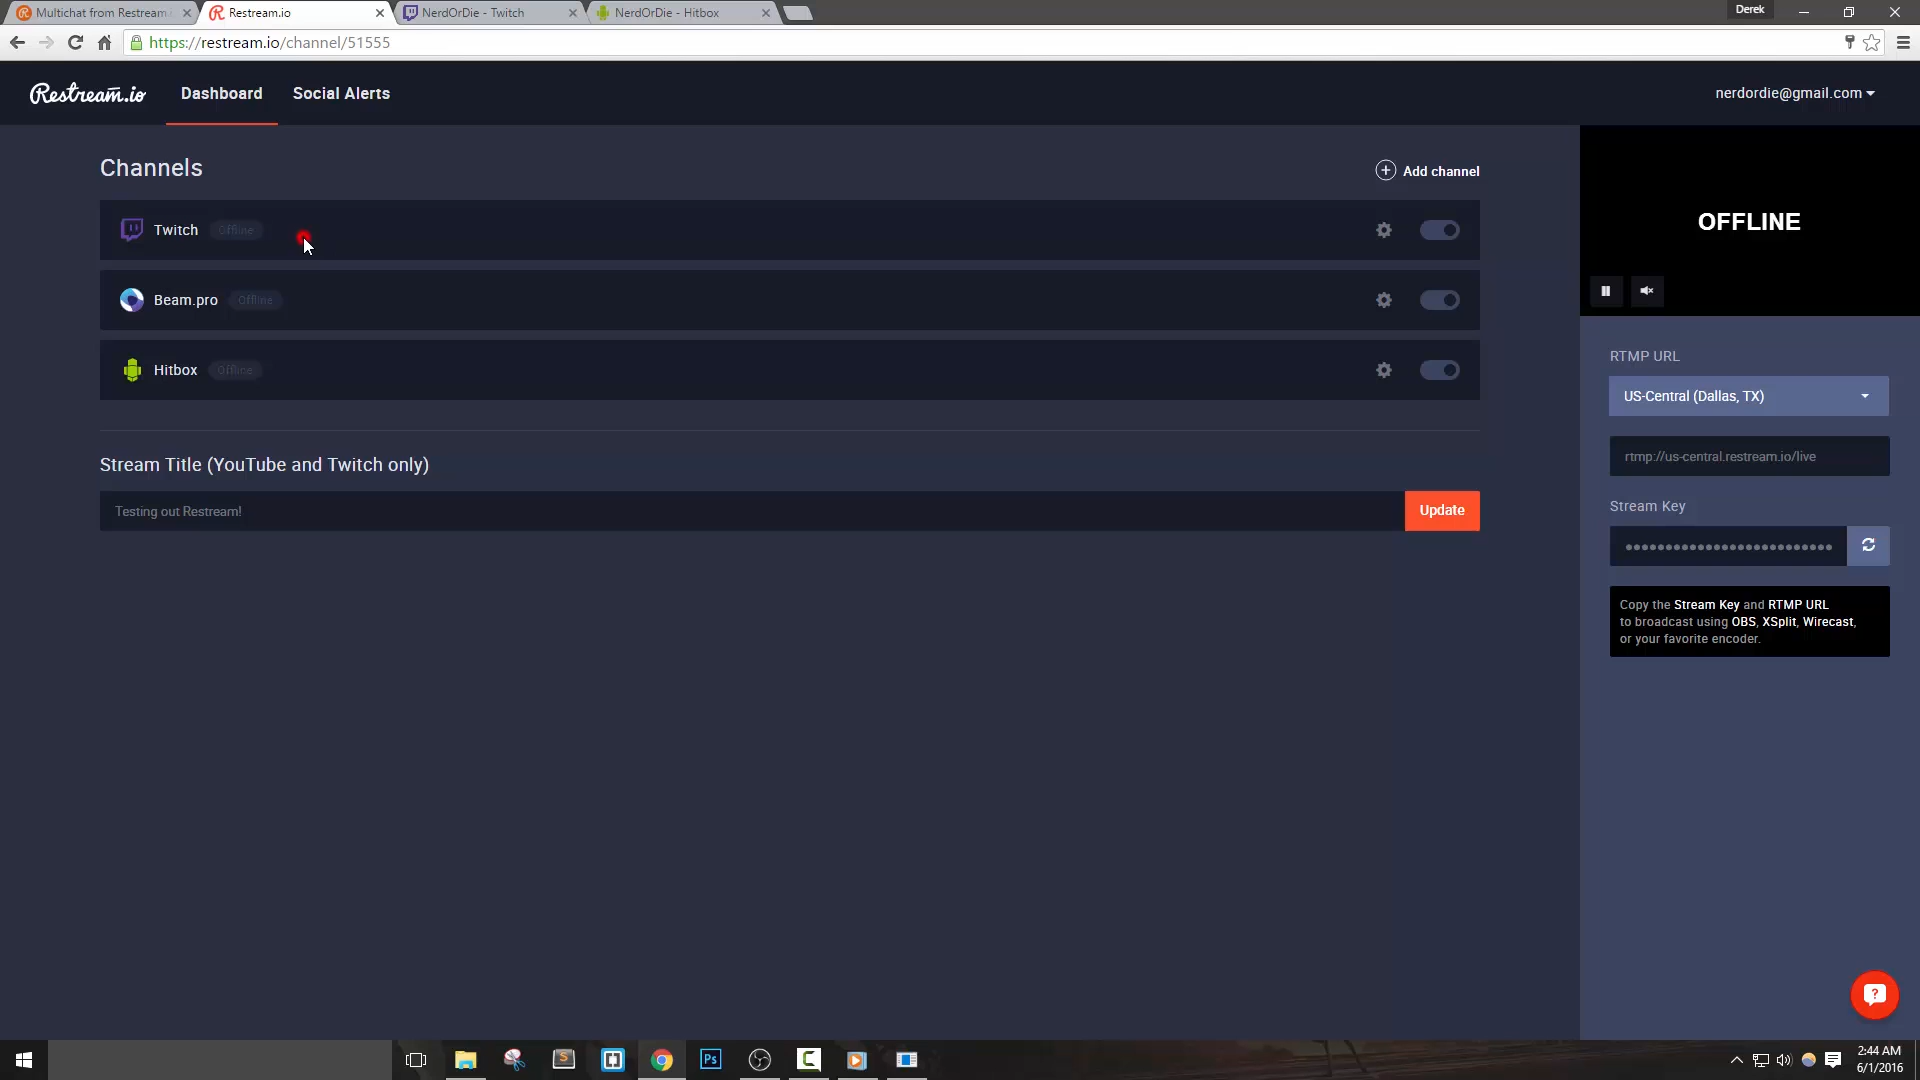 Multichat from Restream.
Restream.io
NerdOrDie - Twitch
NerdOrDie - Hitbox
Derek
https://restream.io/channel/51555
Restream.io
Dashboard
Social Alerts
nerdordie@gmail.com
Channels
Add channel
Twitch
Offline
Beam.pro
Offline
Hitbox
Offline
Stream Title (YouTube and Twitch only)
Testing out Restream!
Update
OFFLINE
RTMP URL
US-Central (Dallas, TX)
rtmp://us-central.restream.io/live
Stream Key
Copy the Stream Key and RTMP URL
to broadcast using OBS, XSplit, Wirecast,
or your favorite encoder.
Ps
2:44 AM
6/1/2016